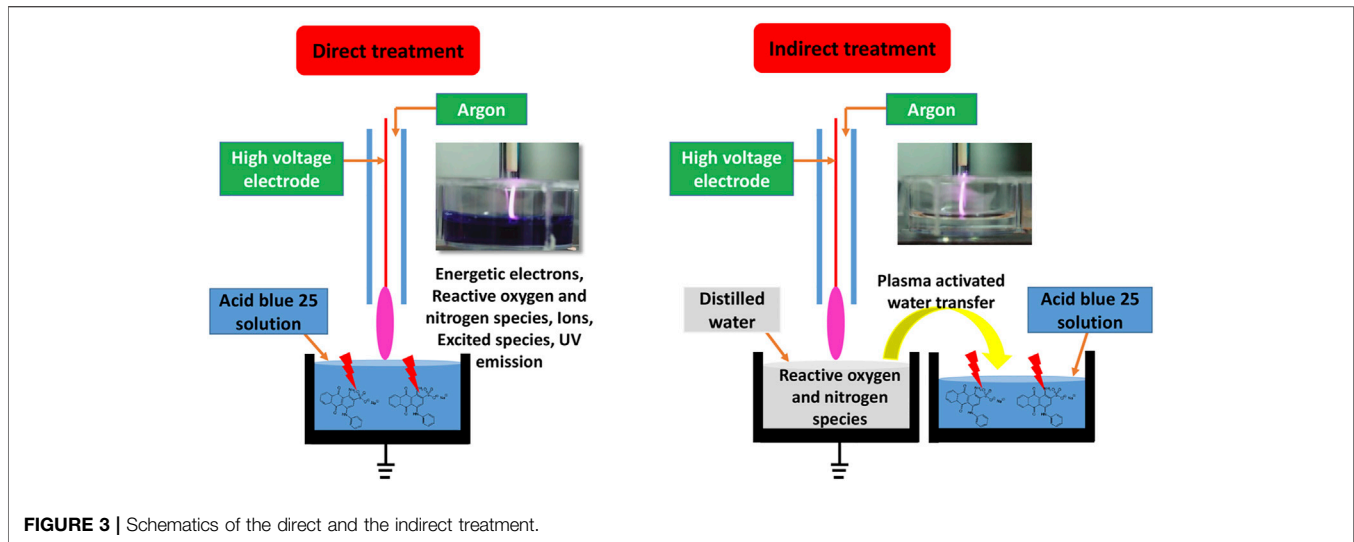 Direct treatment
Argon
High voltage
electrode
Energetic electrons,
Reactive oxygen and
nitrogen species, Ions,
Excited species, UV
emission
Acid blue 25
solution
Indirect treatment
Argon
High voltage
electrode
Distilled
water
Plasma activated
water transfer
Acid blue 25
solution
Reactive oxygen
and nitrogen
species
FIGURE 3 | Schematics of the direct and the indirect treatment.